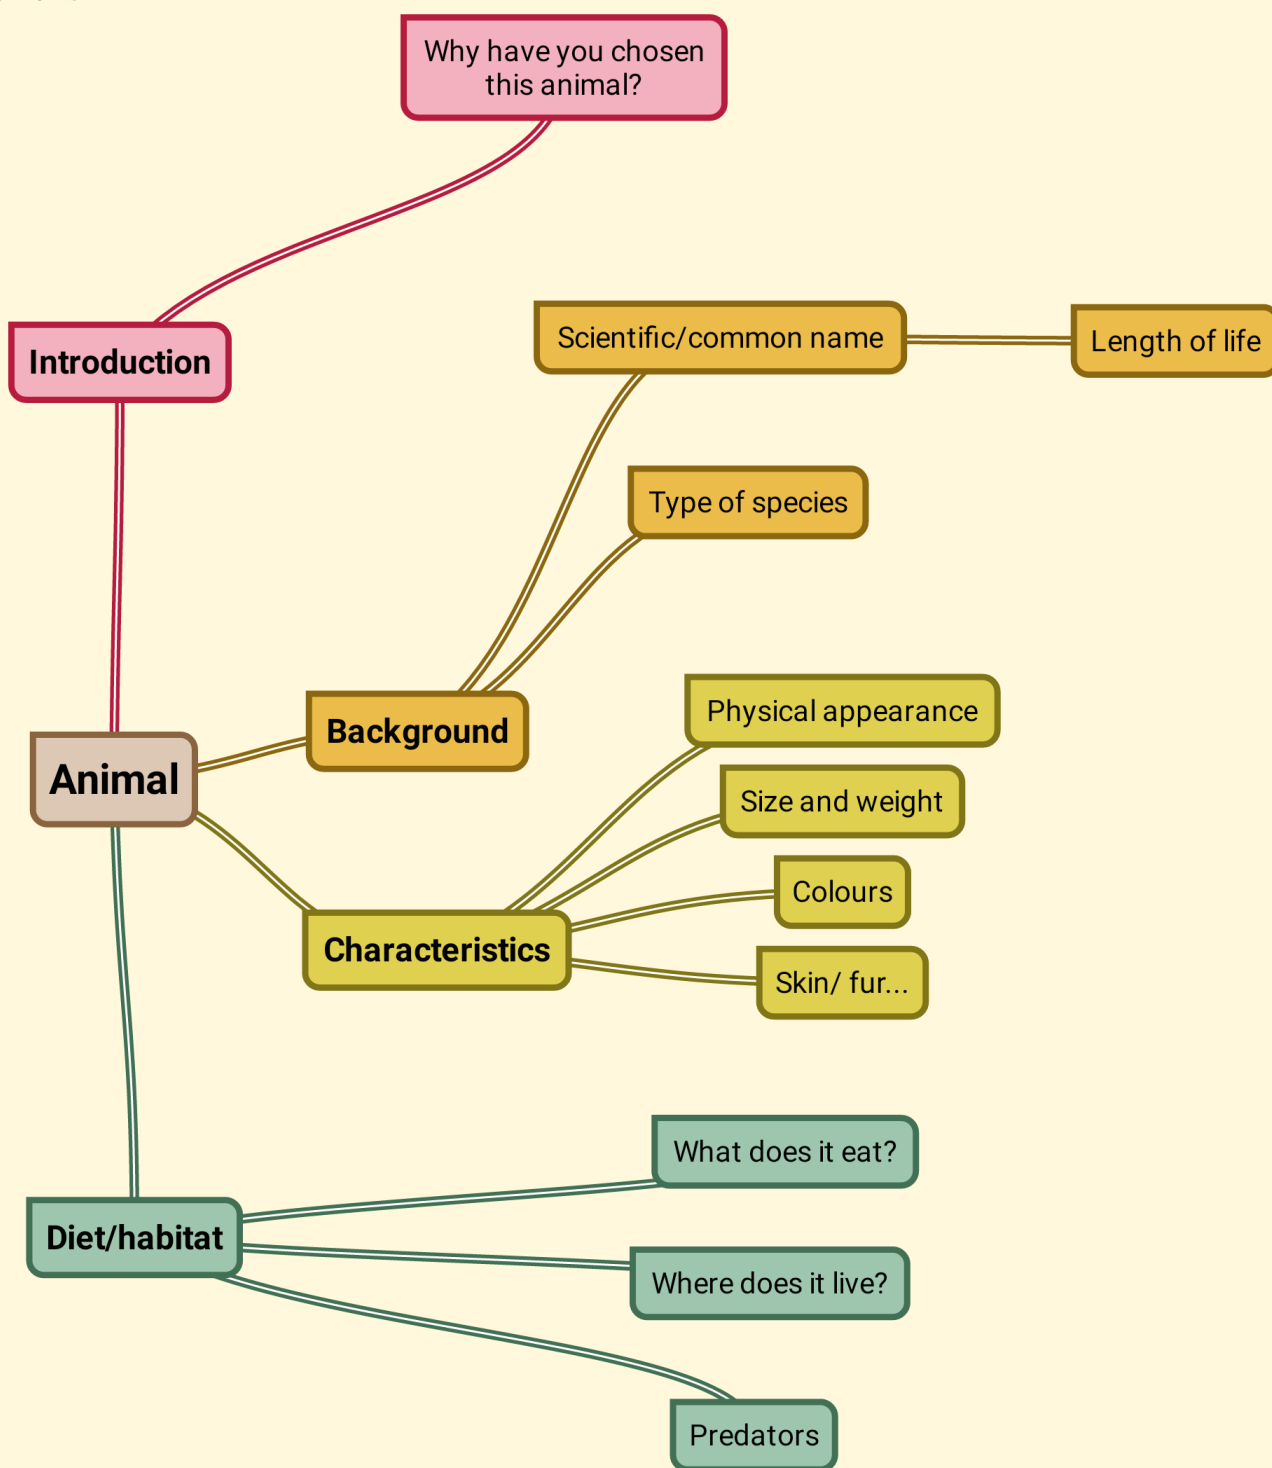 Why have you chosen
this animal?
Introduction
Scientific/common name
Length of life
Type of species
Background
Animal
Physical appearance
Size and weight
Colours
Characteristics
Skin/ fur...
What does it eat?
Diet/habitat
Where does it live?
Predators